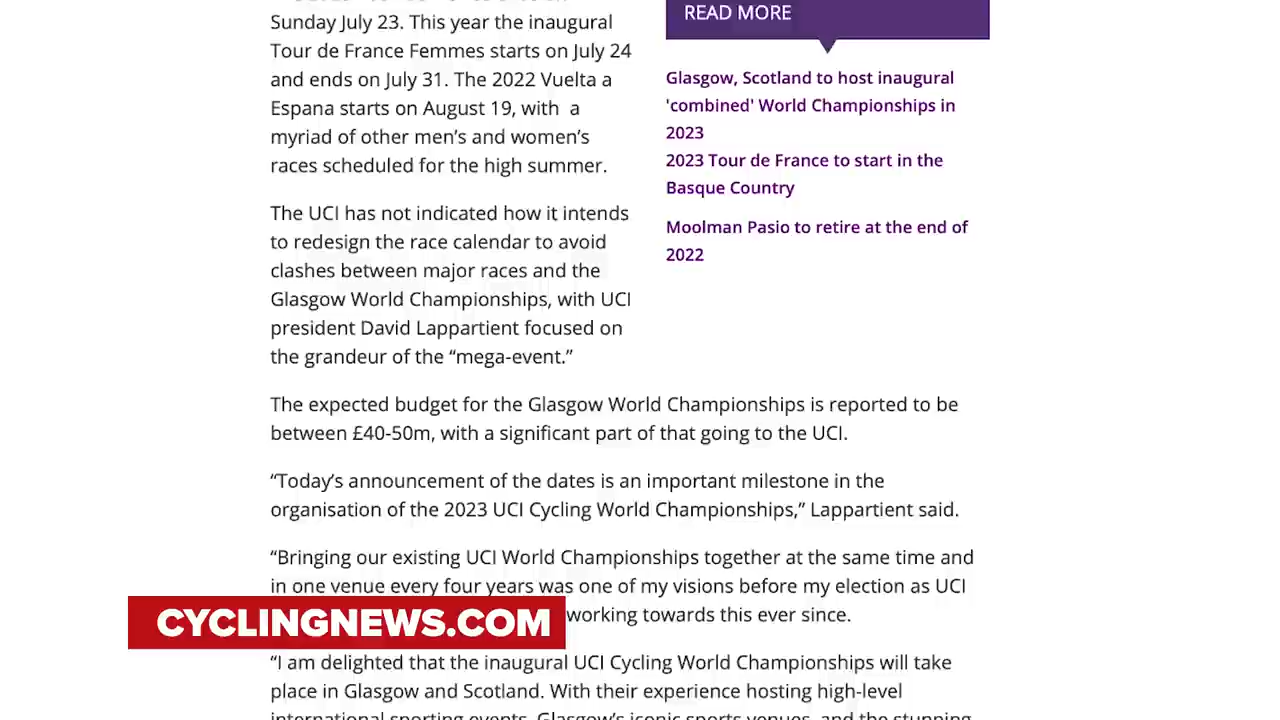 Sunday July 23. This year the inaugural
Tour de France Femmes starts on July 24
and ends on July 31. The 2022 Vuelta a
Espana starts on August 19, with  a
myriad of other men’s and women’s
races scheduled for the high summer.
The UCI has not indicated how it intends
to redesign the race calendar to avoid
clashes between major races and the
Glasgow World Championships, with UCI
president David Lappartient focused on
the grandeur of the “mega-event.”
READ MORE
Glasgow, Scotland to host inaugural
'combined' World Championships in
2023
2023 Tour de France to start in the
Basque Country
Moolman Pasio to retire at the end of
2022
The expected budget for the Glasgow World Championships is reported to be
between £40-50m, with a significant part of that going to the UCI.
“Today’s announcement of the dates is an important milestone in the
organisation of the 2023 UCI Cycling World Championships,” Lappartient said.
“Bringing our existing UCI World Championships together at the same time and
in one venue every four years was one of my visions before my election as UCI
working towards this ever since.
CYCLINGNEWS.COM
“I am delighted that the inaugural UCI Cycling World Championships will take
place in Glasgow and Scotland. With their experience hosting high-level
international sporting events, Glasgow’s iconic sports venues, and the stunning